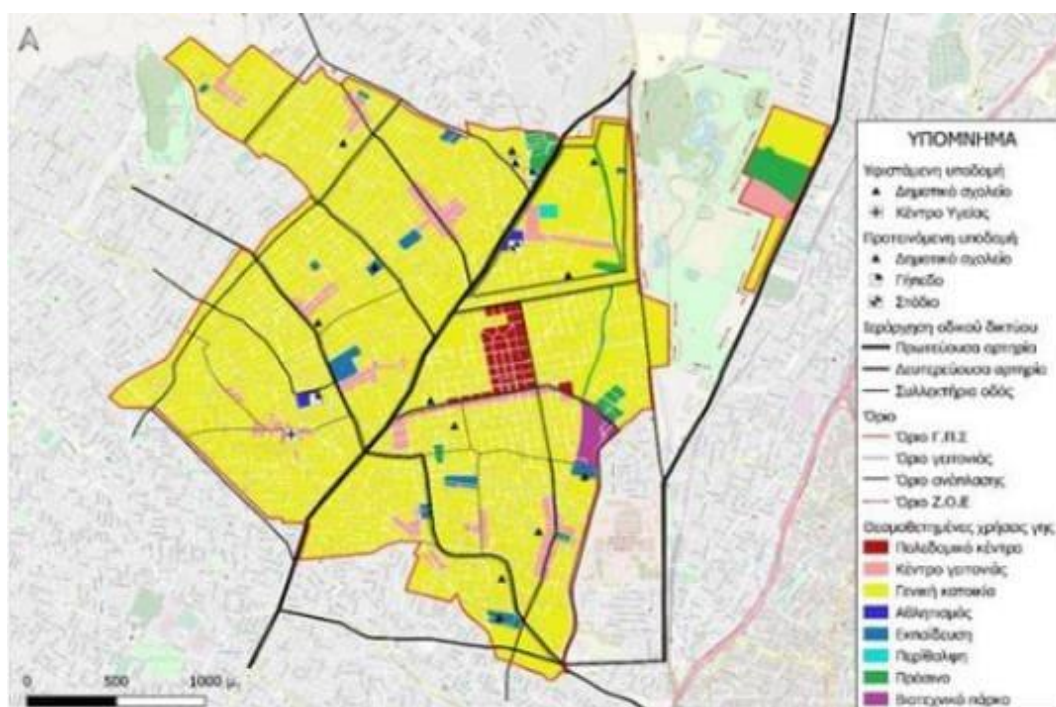 ΥΠΟΜΝΗΜΑ
Υφιστάμενη υποδομή
Δημοτικό σχολείο
Κέντρο Υγείας
Προτεινόμενη υποδομή
Δημοτικό σχολείο
Γήπεδο
Στάδιο
Ιεράρχηση οδικού δικτύου
Πρωτεύουσα αρτηρία
Δευτερεύουσα αρτηρία
Συλλεκτήρια οδός
Όριο
Όριο Γ.Π.Σ
Όριο γειτονιάς
Όριο ανάπλασης
Όριο Ζ.Ο.Ε
Θεσμοθετημένες χρήσεις γης
Πολεδομικό κέντρο
Κέντρο γειτονιάς
Γενική κατοικία
Αθλητισμός
Εκπαίδευση
Περίθαλψη
Πράσινο
Βιοτεχνικό πάρκο
0 500 1000 μ.